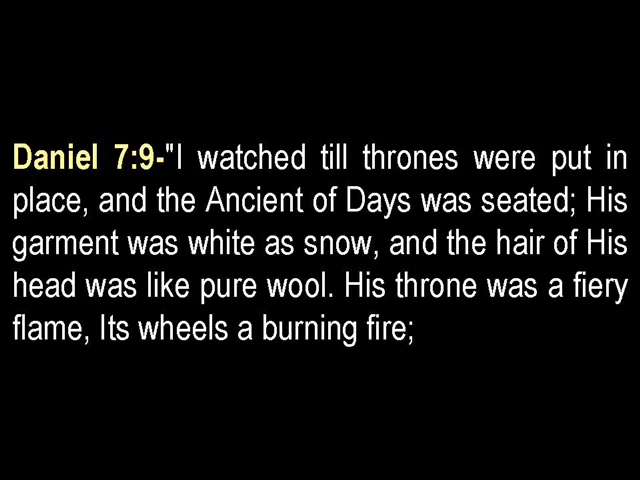 Daniel 7:9-"I watched till thrones were put in
place, and the Ancient of Days was seated; His
garment was white as snow, and the hair of His
head was like pure wool. His throne was a fiery
flame, Its wheels a burning fire;